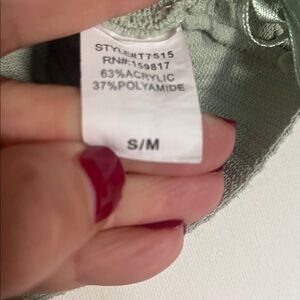 STYLE#T7515
RN#:159817
63%ACRYLIC
37%POLYAMIDE
S/M